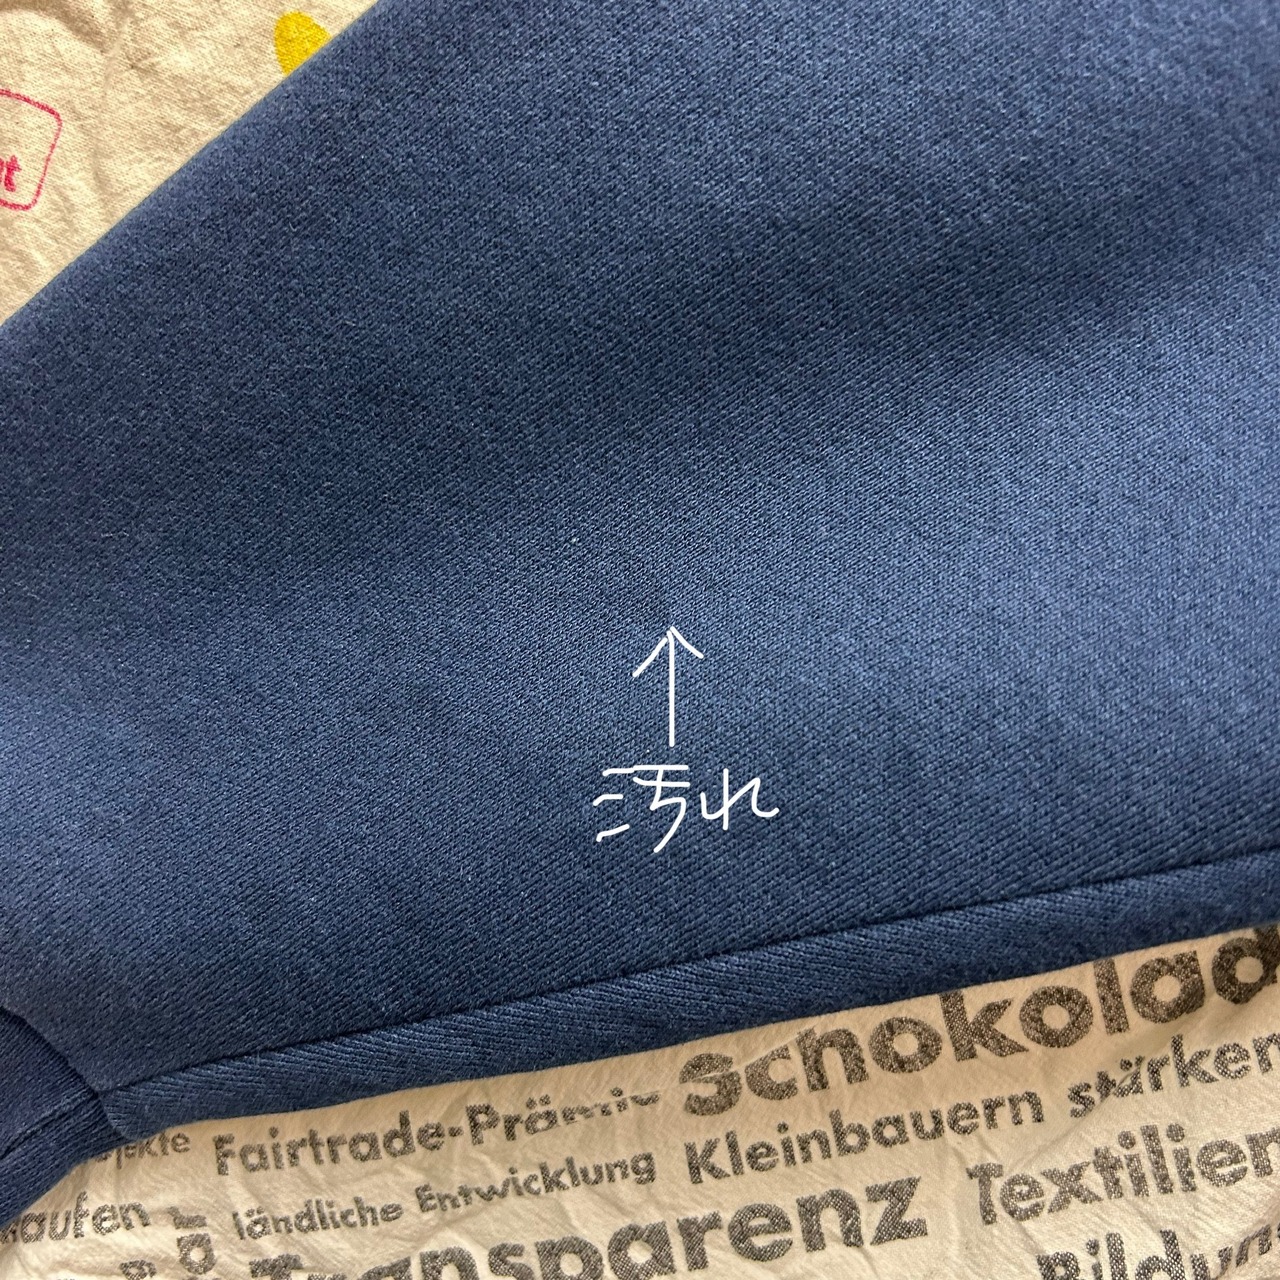 汚れ
Schokolad
Fairtrade-Prämie
Kleinbauern stärken
ländliche Entwicklung
Textilien
Transparenz